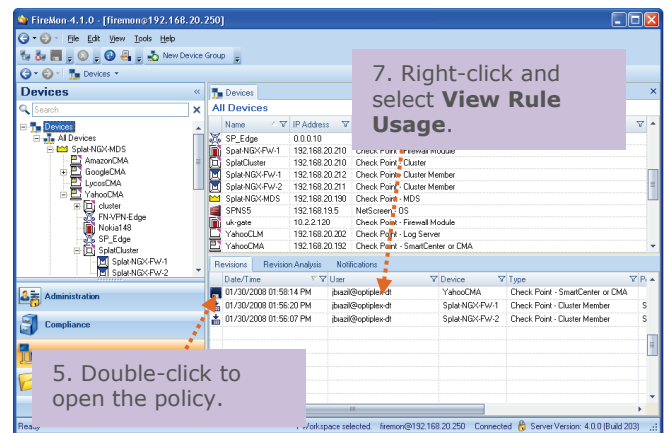 FireMon-4.1.0 - [firemon@192.168.20.250]
File Edit View Tools Help
New Device Group
Devices
Devices
Search
Devices
All Devices
Splat-NGX-MDS
AmazonCMA
GoogleCMA
LycosCMA
YahooCMA
cluster
FN-VPN-Edge
Nokia148
SP_Edge
SplatCluster
Splat-NGX-FW-1
Splat-NGX-FW-2
Administration
Compliance
Devices
All Devices
Name IP Address
SP_Edge 0.0.0.10
Spat-NGX-FW-1 192.168.20.210 Check Point - Firewall Module
SplatCluster 192.168.20.210 Check Point - Cluster
Splat-NGX-FW-1 192.168.20.212 Check Point - Cluster Member
Splat-NGX-FW-2 192.168.20.211 Check Point - Cluster Member
Splat-NGX-MDS 192.168.20.190 Check Point - MDS
SPNS5 192.168.19.5 NetScreen OS
uk-gate 10.2.2.120 Check Point - Firewall Module
YahooCLM 192.168.20.202 Check Point - Log Server
YahooCMA 192.168.20.192 Check Point - SmartCenter or CMA
7. Right-click and
select View Rule
Usage.
Revisions Revision Analysis Notifications
Date/Time User Device Type
01/30/2008 01:58:14 PM jbrazil@optiplex-dt YahooCMA Check Point - SmartCenter or CMA
01/30/2008 01:56:20 PM jbrazil@optiplex-dt Splat-NGX-FW-1 Check Point - Cluster Member S
01/30/2008 01:56:07 PM jbrazil@optiplex-dt Splat-NGX-FW-2 Check Point - Cluster Member S
5. Double-click to
open the policy.
Ready selected. firemon@192.168.20.250 Connected Server Version: 4.0.0 (Build 203)